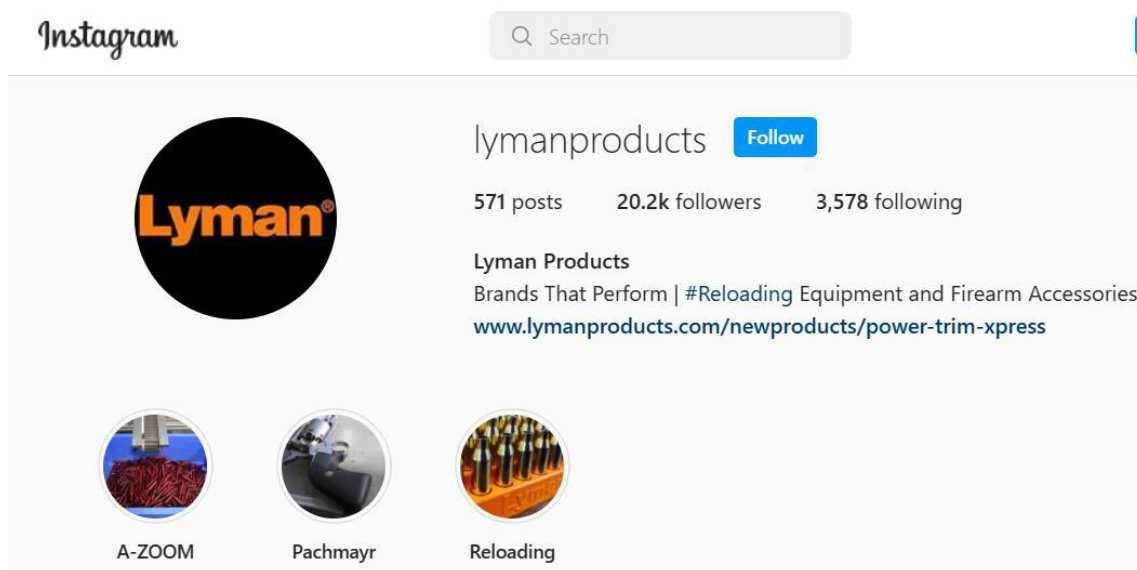 Instagram
Search
Lyman®
lymanproducts Follow
571 posts 20.2k followers 3,578 following
Lyman Products
Brands That Perform | #Reloading Equipment and Firearm Accessories
www.lymanproducts.com/newproducts/power-trim-xpress
Lyman
A-ZOOM Pachmayr Reloading